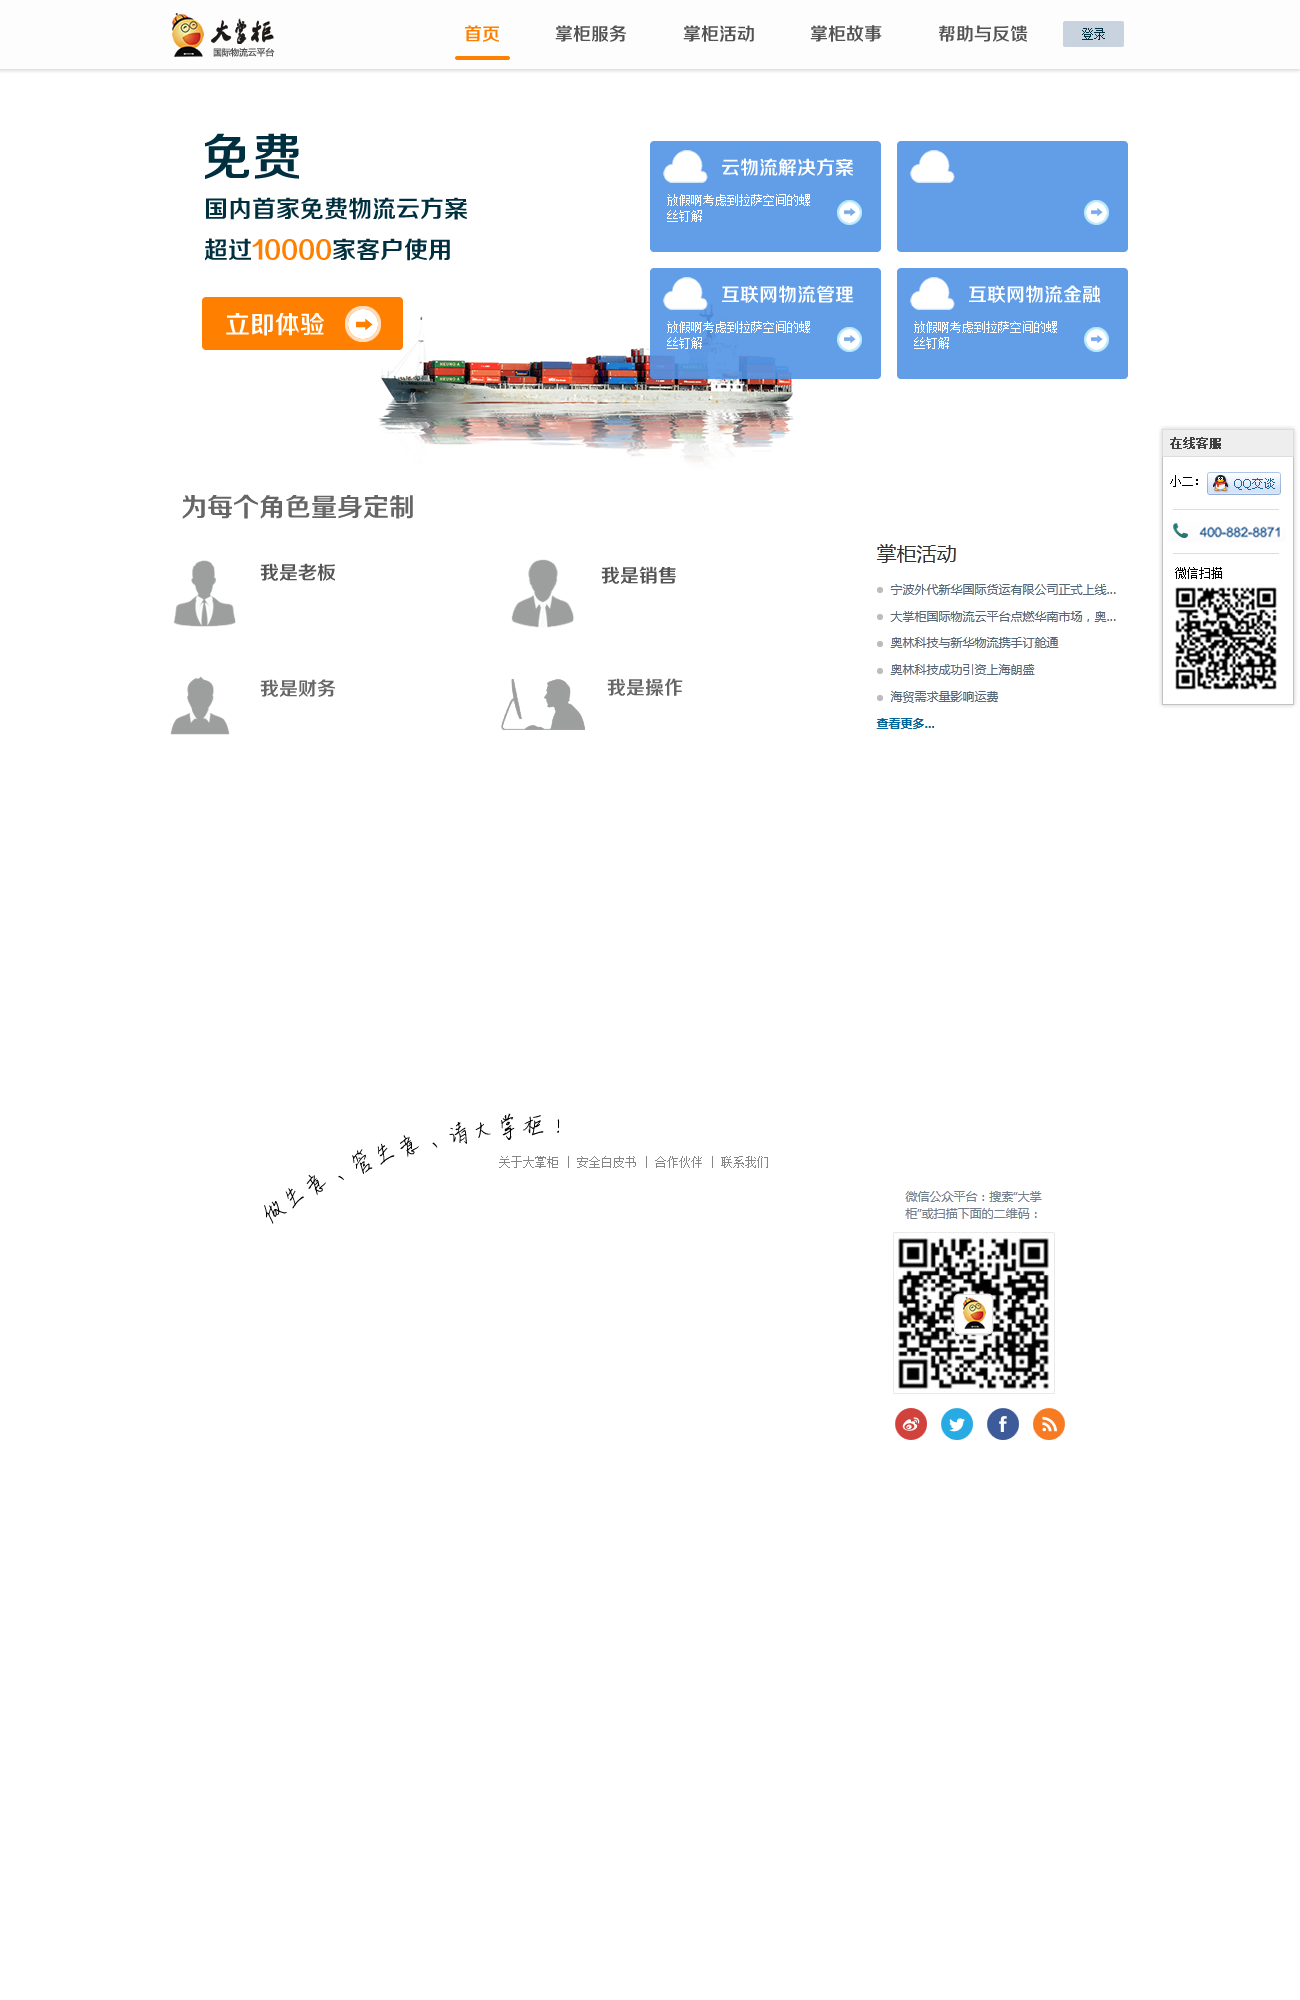 大掌柜
国际物流云平台
首页
掌柜服务
掌柜活动
掌柜故事
帮助与反馈
登录
免费
国内首家免费物流云方案
超过10000家客户使用
立即体验
云物流解决方案
放假啊考虑到拉萨空间的螺
丝钉解
互联网物流管理
放假啊考虑到拉萨空间的螺
丝钉解
互联网物流金融
放假啊考虑到拉萨空间的螺
丝钉解
在线客服
小二：
QQ交谈
400-882-8871
微信扫描
为每个角色量身定制
我是老板
我是销售
我是财务
我是操作
掌柜活动
宁波外代新华国际货运有限公司正式上线...
大掌柜国际物流云平台点燃华南市场，奥...
奥林科技与新华物流携手订舱通
奥林科技成功引资上海朗盛
海贸需求量影响运费
查看更多...
做生意、管生意、请大掌柜！
关于大掌柜 | 安全白皮书 | 合作伙伴 | 联系我们
微信公众平台：搜索“大掌
柜”或扫描下面的二维码：